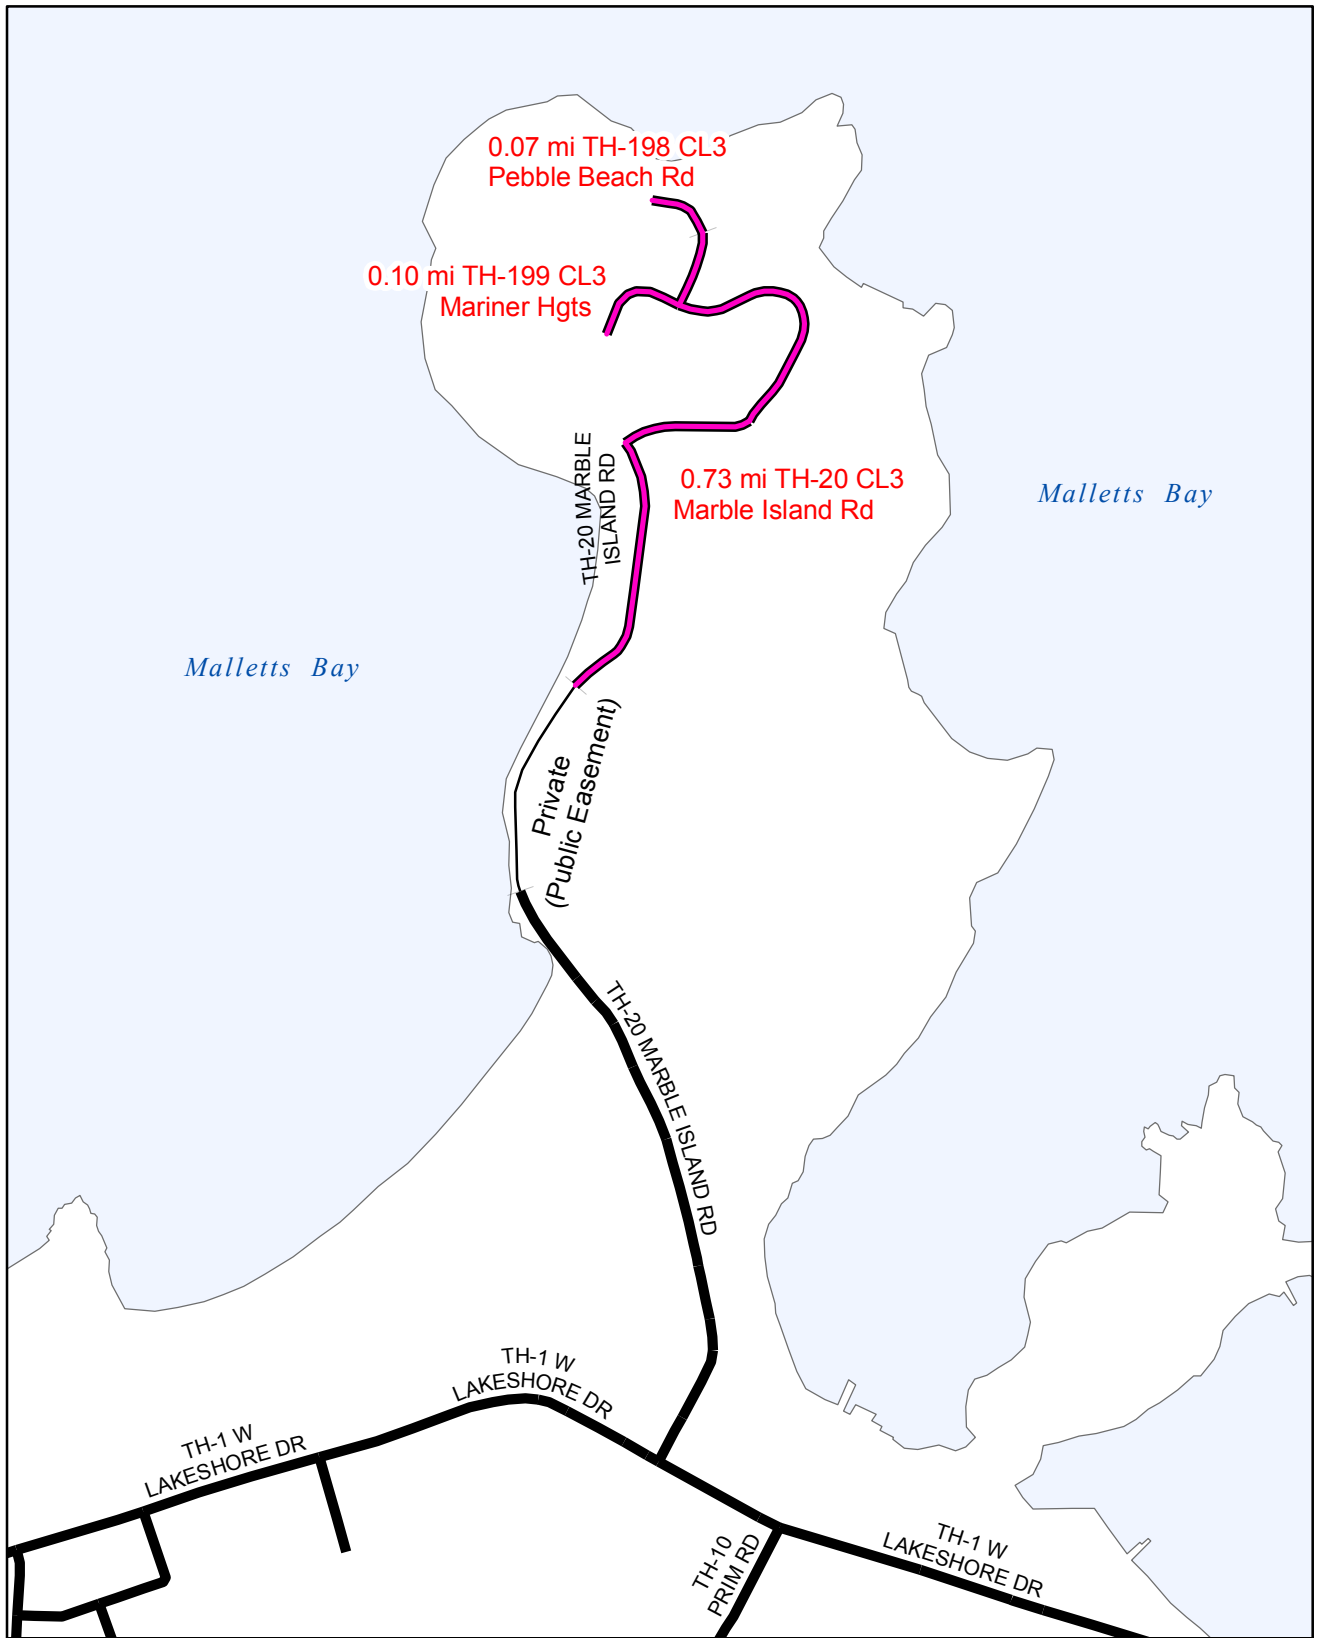 0.07 mi TH-198 CL3
Pebble Beach Rd
0.10 mi TH-199 CL3
Mariner Hgts
TH-20 MARBLE
ISLAND RD
0.73 mi TH-20 CL3
Marble Island Rd
Malletts Bay
Malletts Bay
Private
(Public Easement)
TH-20 MARBLE ISLAND RD
TH-1 W
LAKESHORE DR
TH-1 W
LAKESHORE DR
TH-10
PRIM RD
TH-1 W
LAKESHORE DR